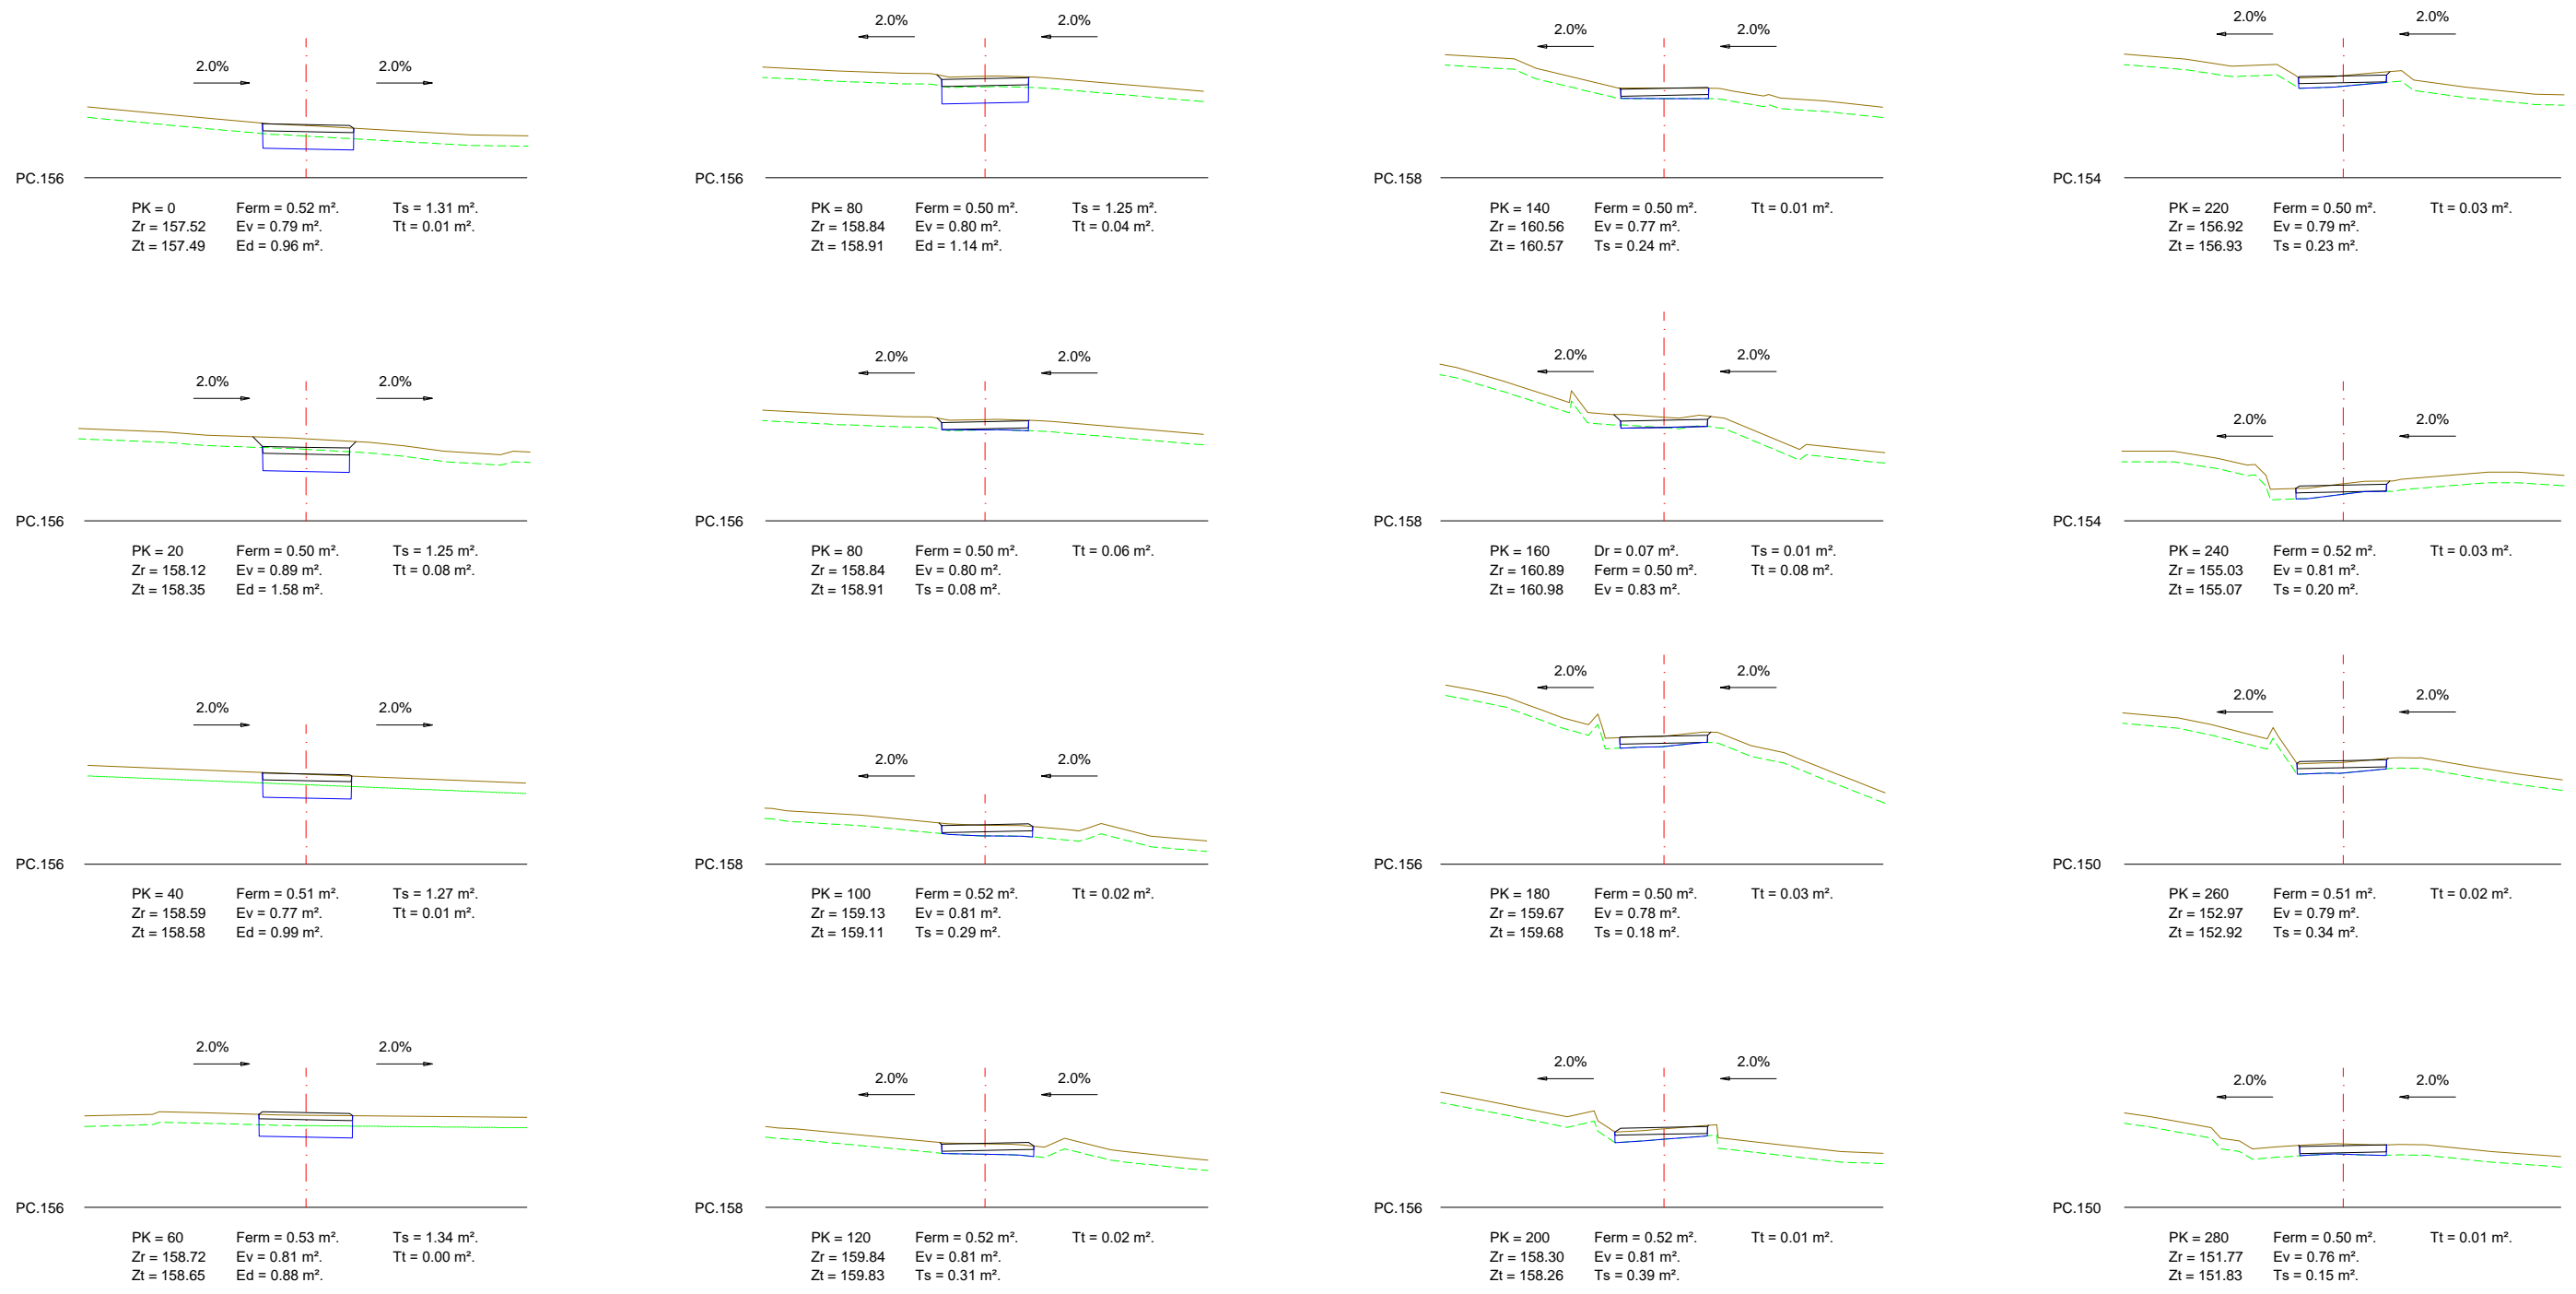 2.0% 2.0%
PC.156
PK = 0 Ferm = 0.52 m². Ts = 1.31 m².
Zr = 157.52 Ev = 0.79 m². Tt = 0.01 m².
Zt = 157.49 Ed = 0.96 m².
2.0% 2.0%
PC.156
PK = 20 Ferm = 0.50 m². Ts = 1.25 m².
Zr = 158.12 Ev = 0.89 m². Tt = 0.08 m².
Zt = 158.35 Ed = 1.58 m².
2.0% 2.0%
PC.156
PK = 40 Ferm = 0.51 m². Ts = 1.27 m².
Zr = 158.59 Ev = 0.77 m². Tt = 0.01 m².
Zt = 158.58 Ed = 0.99 m².
2.0% 2.0%
PC.156
PK = 60 Ferm = 0.53 m². Ts = 1.34 m².
Zr = 158.72 Ev = 0.81 m². Tt = 0.00 m².
Zt = 158.65 Ed = 0.88 m².
2.0% 2.0%
PC.156
PK = 80 Ferm = 0.50 m². Ts = 1.25 m².
Zr = 158.84 Ev = 0.80 m². Tt = 0.04 m².
Zt = 158.91 Ed = 1.14 m².
2.0% 2.0%
PC.156
PK = 80 Ferm = 0.50 m². Tt = 0.06 m².
Zr = 158.84 Ev = 0.80 m².
Zt = 158.91 Ts = 0.08 m².
2.0% 2.0%
PC.158
PK = 100 Ferm = 0.52 m². Tt = 0.02 m².
Zr = 159.13 Ev = 0.81 m².
Zt = 159.11 Ts = 0.29 m².
2.0% 2.0%
PC.158
PK = 120 Ferm = 0.52 m². Tt = 0.02 m².
Zr = 159.84 Ev = 0.81 m².
Zt = 159.83 Ts = 0.31 m².
2.0% 2.0%
PC.158
PK = 140 Ferm = 0.50 m². Tt = 0.01 m².
Zr = 160.56 Ev = 0.77 m².
Zt = 160.57 Ts = 0.24 m².
2.0% 2.0%
PC.158
PK = 160 Dr = 0.07 m². Ts = 0.01 m².
Zr = 160.89 Ferm = 0.50 m². Tt = 0.08 m².
Zt = 160.98 Ev = 0.83 m².
2.0% 2.0%
PC.156
PK = 180 Ferm = 0.50 m². Tt = 0.03 m².
Zr = 159.67 Ev = 0.78 m².
Zt = 159.68 Ts = 0.18 m².
2.0% 2.0%
PC.156
PK = 200 Ferm = 0.52 m². Tt = 0.01 m².
Zr = 158.30 Ev = 0.81 m².
Zt = 158.26 Ts = 0.39 m².
2.0% 2.0%
PC.154
PK = 220 Ferm = 0.50 m². Tt = 0.03 m².
Zr = 156.92 Ev = 0.79 m².
Zt = 156.93 Ts = 0.23 m².
2.0% 2.0%
PC.154
PK = 240 Ferm = 0.52 m². Tt = 0.03 m².
Zr = 155.03 Ev = 0.81 m².
Zt = 155.07 Ts = 0.20 m².
2.0% 2.0%
PC.150
PK = 260 Ferm = 0.51 m². Tt = 0.02 m².
Zr = 152.97 Ev = 0.79 m².
Zt = 152.92 Ts = 0.34 m².
2.0% 2.0%
PC.150
PK = 280 Ferm = 0.50 m². Tt = 0.01 m².
Zr = 151.77 Ev = 0.76 m².
Zt = 151.83 Ts = 0.15 m².